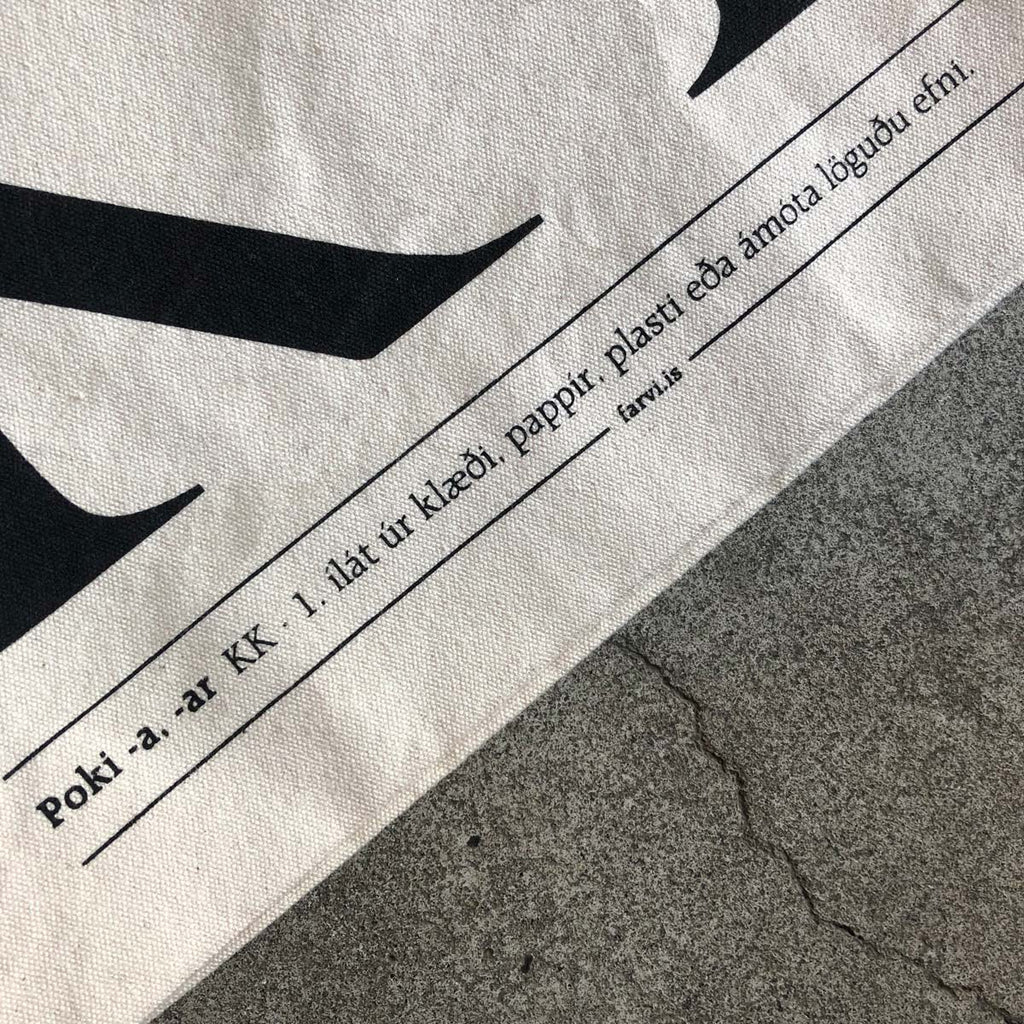 Poki -a, -ar KK · 1. ílát úr klæði, pappír, plasti eða ámóta löguðu efni.
farvi.is